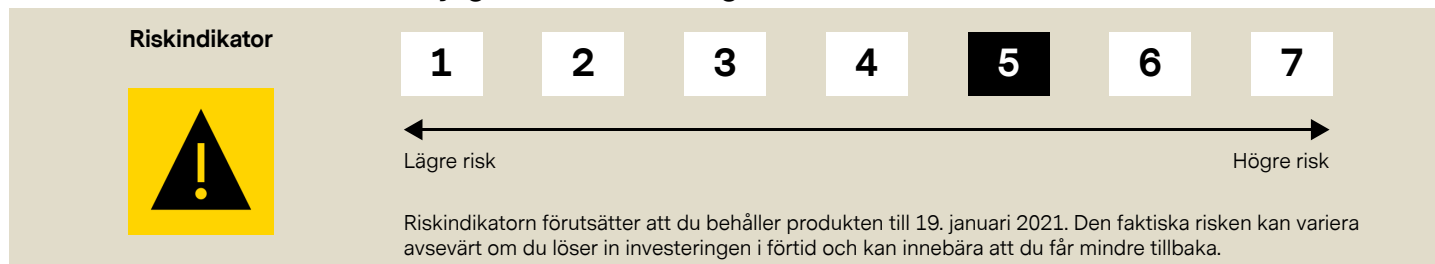 Riskindikator
1 2 3 4 5 6 7
Lägre risk Högre risk
Riskindikatorn förutsätter att du behåller produkten till 19. januari 2021. Den faktiska risken kan variera
avsevärt om du löser in investeringen i förtid och kan innebära att du får mindre tillbaka.